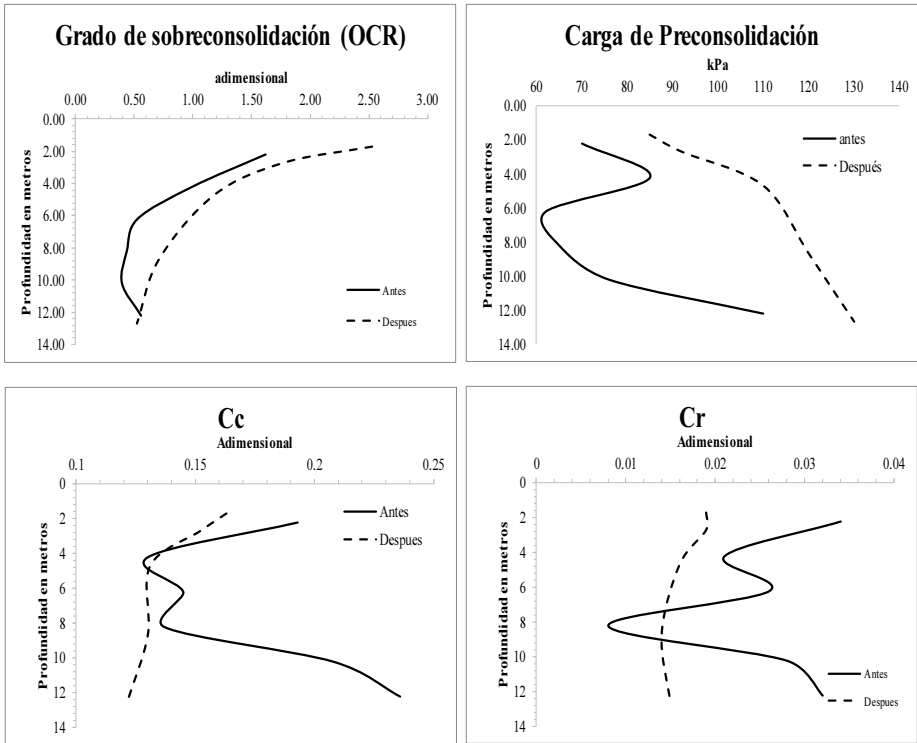 Grado de sobreconsolidación (OCR)
adimensional
0.00 0.50 1.00 1.50 2.00 2.50 3.00
0.00
2.00
4.00
6.00
8.00
10.00
12.00
14.00
Profundidad en metros
Antes
Despues
Carga de Preconsolidación
kPa
60 70 80 90 100 110 120 130 140
0.00
2.00
4.00
6.00
8.00
10.00
12.00
14.00
Profundidad en metros
antes
Después
Cc
Adimensional
0.1 0.15 0.2 0.25
0
2
4
6
8
10
12
14
Profundidad en metros
Antes
Despues
Cr
Adimensional
0 0.01 0.02 0.03 0.04
0
2
4
6
8
10
12
14
Profundidad en metros
Antes
Despues